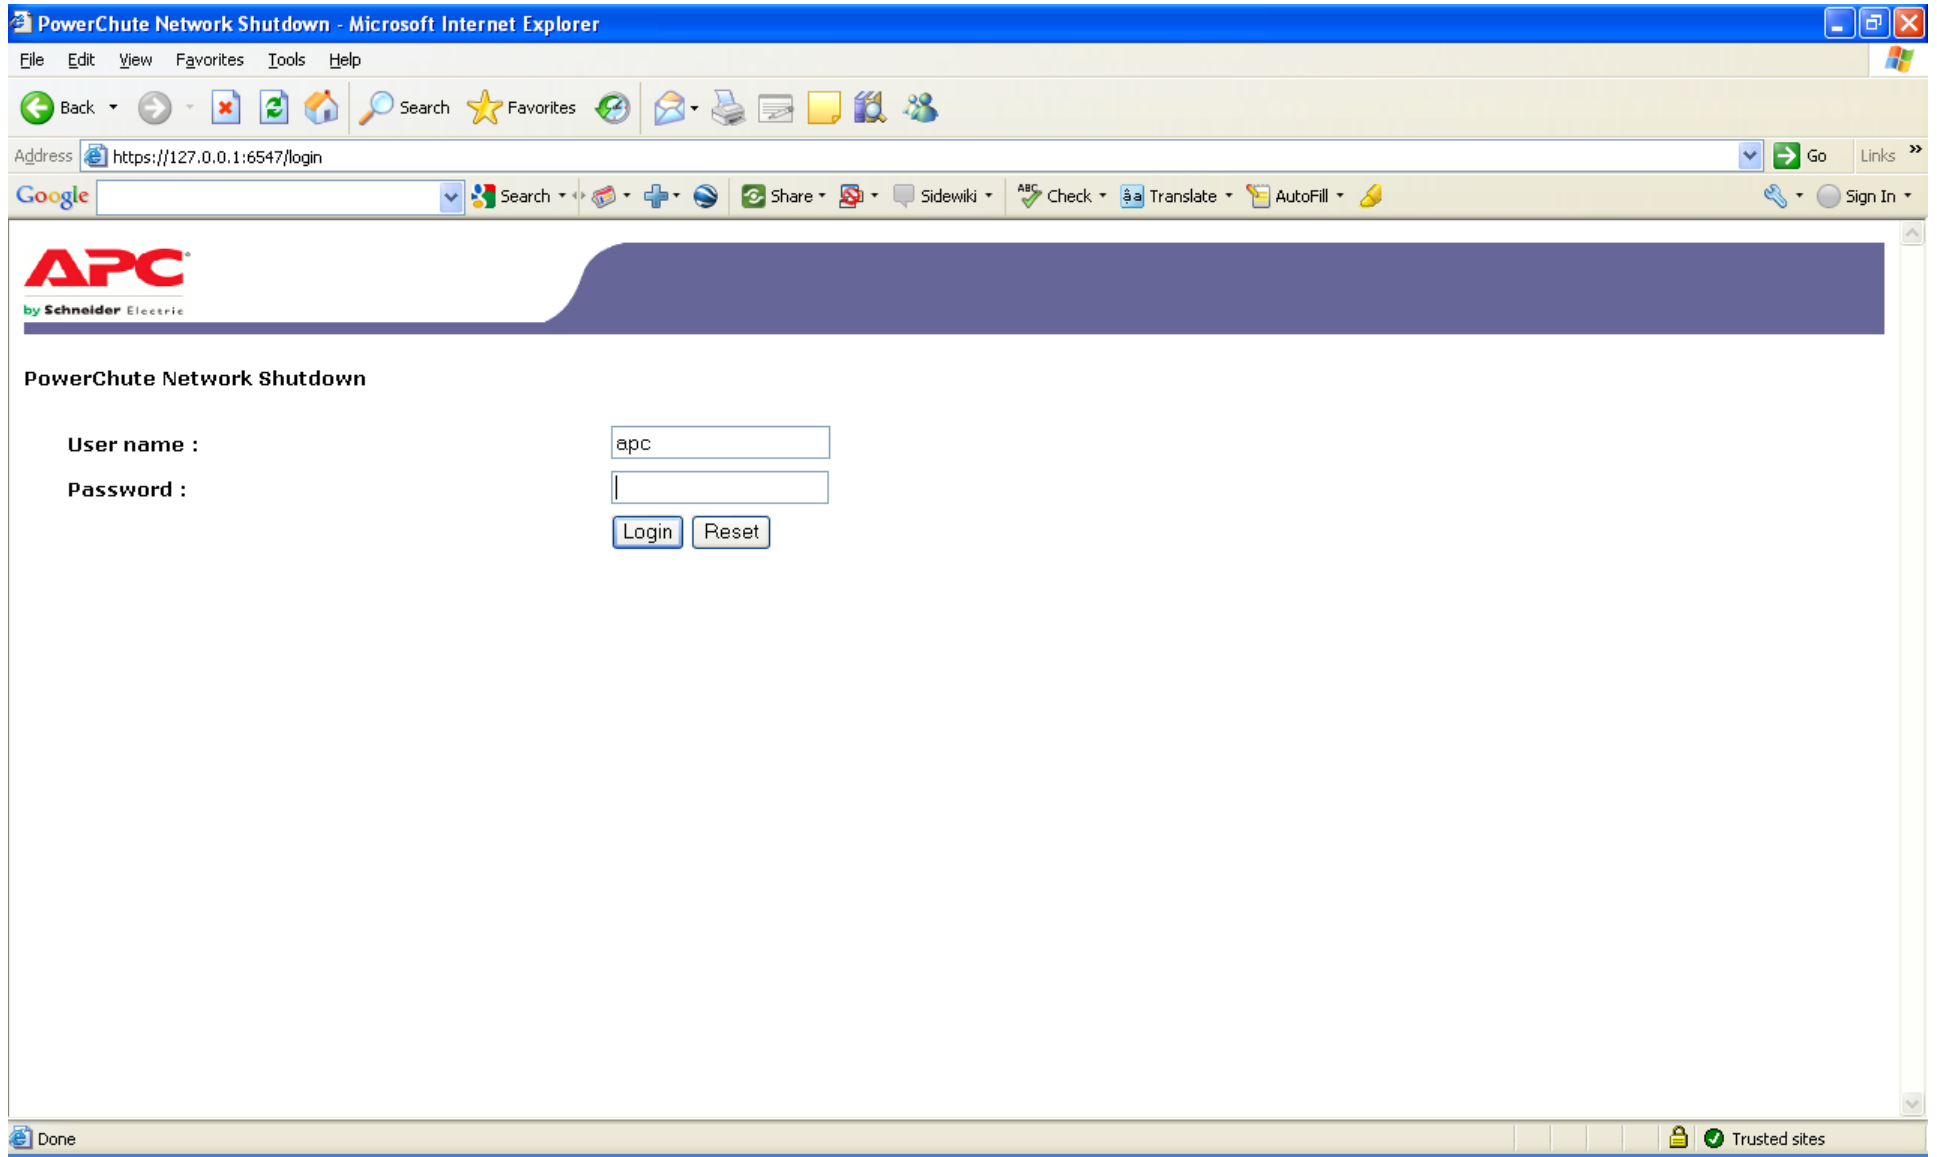 PowerChute Network Shutdown - Microsoft Internet Explorer
File Edit View Favorites Tools Help
Back Search Favorites
Address https://127.0.0.1:6547/login Go Links »
Google Search Share Sidewiki ABC Check âa Translate AutoFill Sign In
APC
by Schneider Electric
PowerChute Network Shutdown
User name : apc
Password :
Login Reset
Done Trusted sites